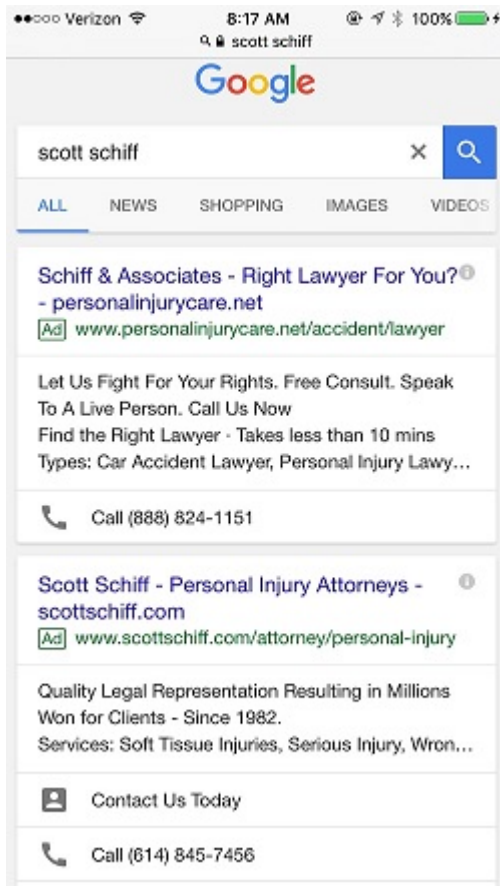 Verizon 8:17 AM 100%
scott schiff
Google
scott schiff
ALL NEWS SHOPPING IMAGES VIDEOS
Schiff & Associates - Right Lawyer For You?
- personalinjurycare.net
Ad www.personalinjurycare.net/accident/lawyer
Let Us Fight For Your Rights. Free Consult. Speak
To A Live Person. Call Us Now
Find the Right Lawyer · Takes less than 10 mins
Types: Car Accident Lawyer, Personal Injury Lawy...
Call (888) 824-1151
Scott Schiff - Personal Injury Attorneys -
scottschiff.com
Ad www.scottschiff.com/attorney/personal-injury
Quality Legal Representation Resulting in Millions
Won for Clients - Since 1982.
Services: Soft Tissue Injuries, Serious Injury, Wron...
Contact Us Today
Call (614) 845-7456